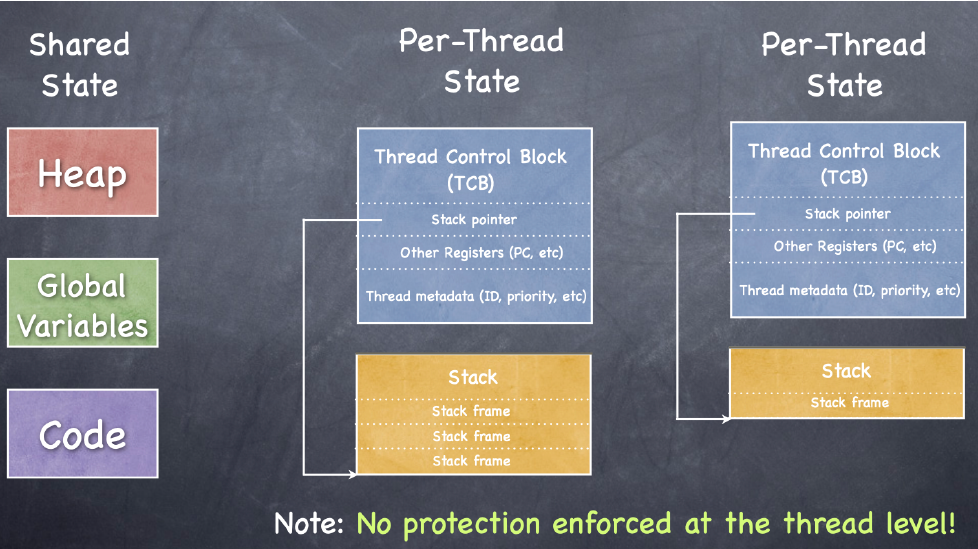 Shared
State
Heap
Global
Variables
Code
Per-Thread
State
Thread Control Block
(TCB)
Stack pointer
Other Registers (PC, etc)
Thread metadata (ID, priority, etc)
Stack
Stack frame
Stack frame
Stack frame
Per-Thread
State
Thread Control Block
(TCB)
Stack pointer
Other Registers (PC, etc)
Thread metadata (ID, priority, etc)
Stack
Stack frame
Note: No protection enforced at the thread level!